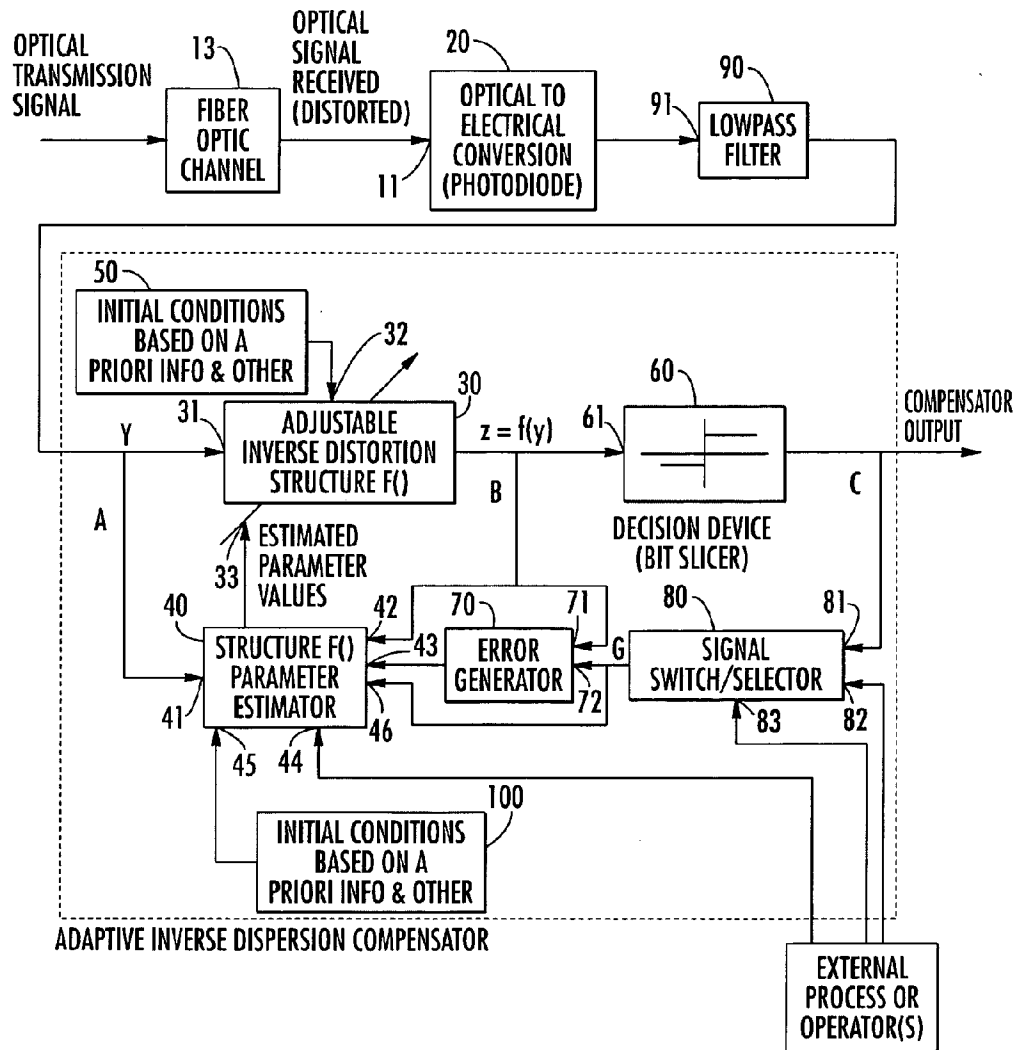 OPTICAL
TRANSMISSION
SIGNAL
13
FIBER
OPTIC
CHANNEL
OPTICAL
SIGNAL
RECEIVED
(DISTORTED)
11
20
OPTICAL TO
ELECTRICAL
CONVERSION
(PHOTODIODE)
91
90
LOWPASS
FILTER
50
INITIAL CONDITIONS
BASED ON A
PRIORI INFO & OTHER
32
31
30
ADJUSTABLE
INVERSE DISTORTION
STRUCTURE F()
Y
A
z = f(y)
B
61
60
DECISION DEVICE
(BIT SLICER)
COMPENSATOR
OUTPUT
C
33
ESTIMATED
PARAMETER
VALUES
40
STRUCTURE F()
PARAMETER
ESTIMATOR
41
42
43
46
45
44
70
71
ERROR
GENERATOR
72
G
80
81
SIGNAL
SWITCH/SELECTOR
83
82
100
INITIAL CONDITIONS
BASED ON A
PRIORI INFO & OTHER
ADAPTIVE INVERSE DISPERSION COMPENSATOR
EXTERNAL
PROCESS OR
OPERATOR(S)